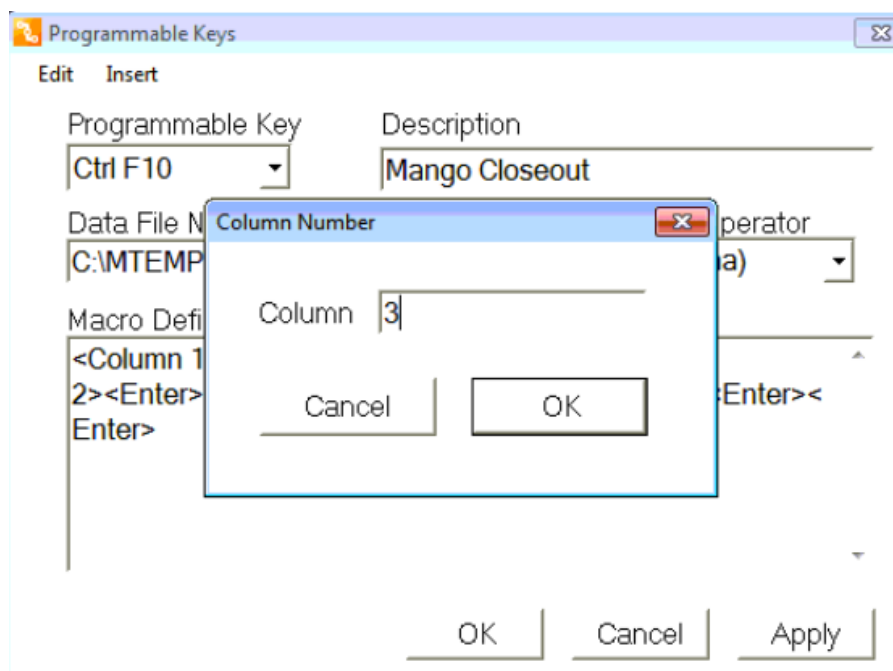 Programmable Keys
Edit Insert
Programmable Key Description
Ctrl F10 Mango Closeout
Data File N Column Number perator
C:\MTEMP a)
Column 3
Macro Defi
<Column 1
2><Enter> Enter><
Cancel OK
Enter>
OK Cancel Apply